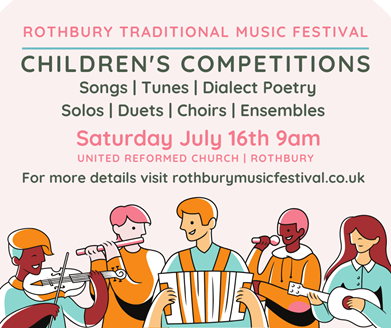 ROTHBURY TRADITIONAL MUSIC FESTIVAL
CHILDREN'S COMPETITIONS
Songs | Tunes | Dialect Poetry
Solos | Duets | Choirs | Ensembles
Saturday July 16th 9am
UNITED REFORMED CHURCH | ROTHBURY
For more details visit rothburymusicfestival.co.uk